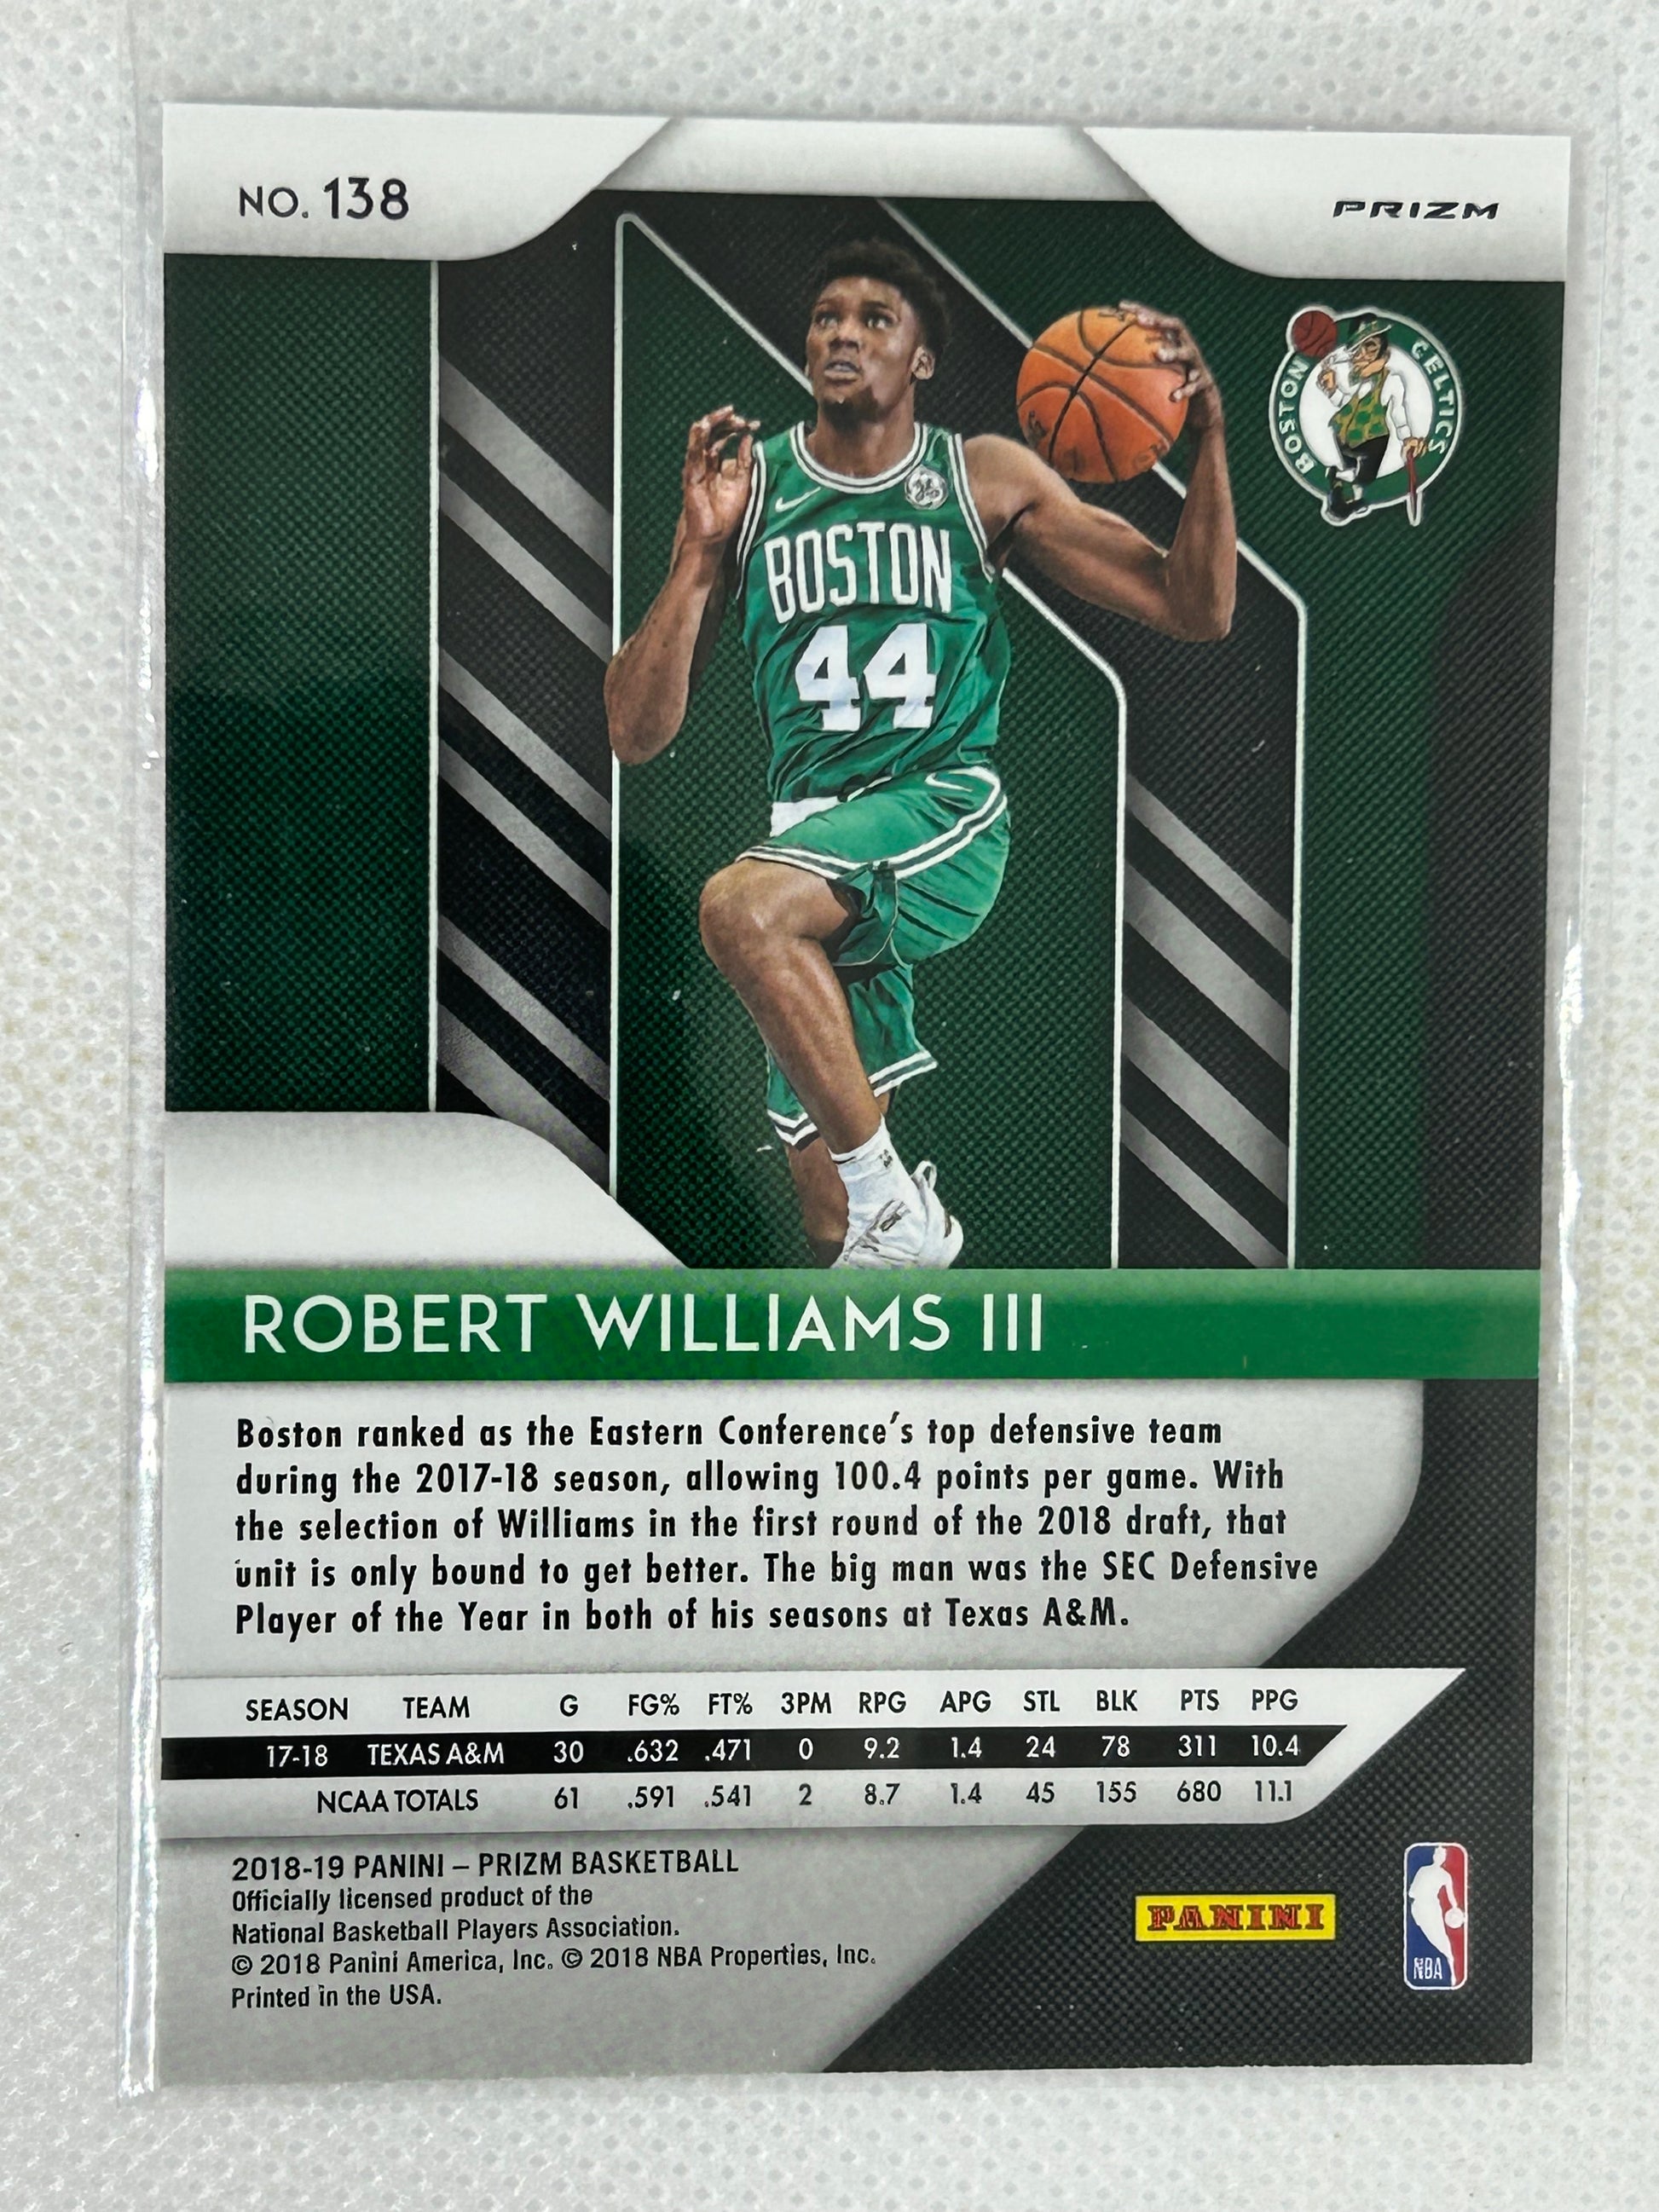 NO. 138
PRIZM
BOSTON CELTICS
BOSTON
44
ROBERT WILLIAMS III
Boston ranked as the Eastern Conference's top defensive team
during the 2017-18 season, allowing 100.4 points per game. With
the selection of Williams in the first round of the 2018 draft, that
unit is only bound to get better. The big man was the SEC Defensive
Player of the Year in both of his seasons at Texas A&M.
SEASON TEAM G FG% FT% 3PM RPG APG STL BLK PTS PPG
17-18 TEXAS A&M 30 .632 .471 0 9.2 1.4 24 78 311 10.4
NCAA TOTALS 61 .591 .541 2 8.7 1.4 45 155 680 11.1
2018-19 PANINI – PRIZM BASKETBALL
Officially licensed product of the
National Basketball Players Association.
© 2018 Panini America, Inc. © 2018 NBA Properties, Inc.
Printed in the USA.
PANINI
NBA